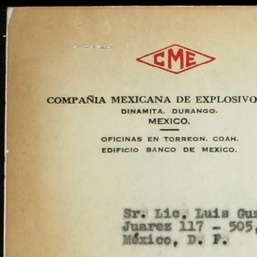 CME
COMPAÑIA MEXICANA DE EXPLOSIVO
DINAMITA. DURANGO.
MEXICO.
OFICINAS EN TORREON. COAH.
EDIFICIO BANCO DE MEXICO.
Sr. Lic. Luis Gus
Juarez 117 - 505,
México, D. F.